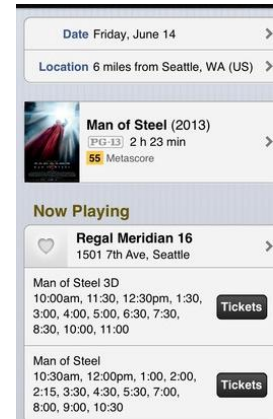 Date Friday, June 14
Location 6 miles from Seattle, WA (US)
Man of Steel (2013)
PG-13 2 h 23 min
55 Metascore
Now Playing
Regal Meridian 16
1501 7th Ave, Seattle
Man of Steel 3D
10:00am, 11:30, 12:30pm, 1:30,
3:00, 4:00, 5:00, 6:30, 7:30,
8:30, 10:00, 11:00
Tickets
Man of Steel
10:30am, 12:00pm, 1:00, 2:00,
2:15, 3:30, 4:30, 5:30, 7:00,
8:00, 9:00, 10:30
Tickets